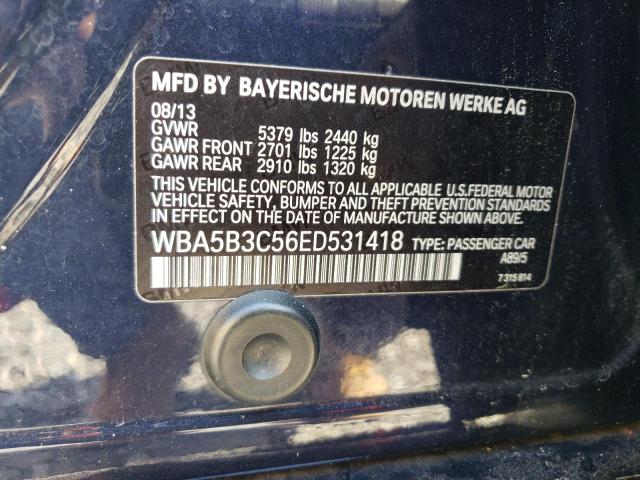 MFD BY BAYERISCHE MOTOREN WERKE AG
08/13
GVWR 5379 lbs 2440 kg
GAWR FRONT 2701 lbs 1225 kg
GAWR REAR 2910 lbs 1320 kg
THIS VEHICLE CONFORMS TO ALL APPLICABLE U.S.FEDERAL MOTOR
VEHICLE SAFETY, BUMPER, AND THEFT PREVENTION STANDARDS
IN EFFECT ON THE DATE OF MANUFACTURE SHOWN ABOVE.
WBA5B3C56ED531418 TYPE: PASSENGER CAR
A89/5
7 315 814